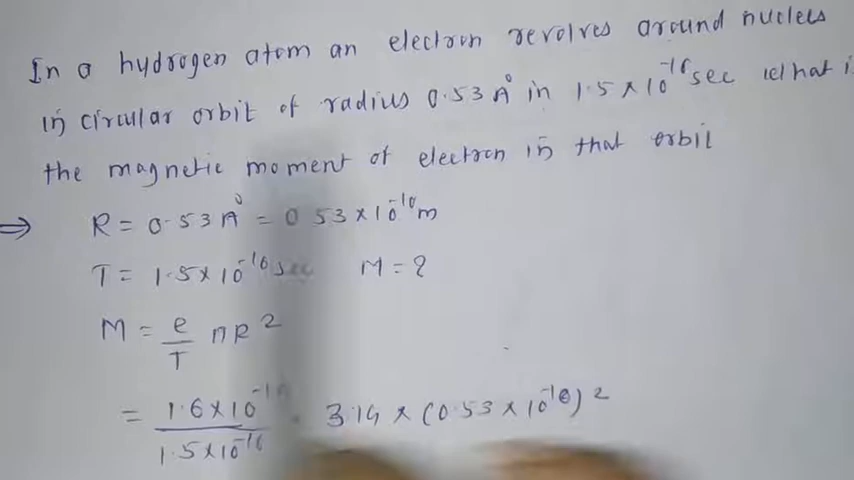 In a hydrogen atom an electron revolves around nucleus
in circular orbit of radius 0.53 A° in 1.5 × 10⁻¹⁶ sec What i
the magnetic moment of electron in that orbit
⇒ R = 0.53 A° = 0.53 × 10⁻¹⁰ m
T = 1.5 × 10⁻¹⁶ sec M = ?
M = e/T πR²
= 1.6 × 10⁻¹ / 1.5 × 10⁻¹⁶ 3.14 × (0.53 × 10⁻¹⁰)²